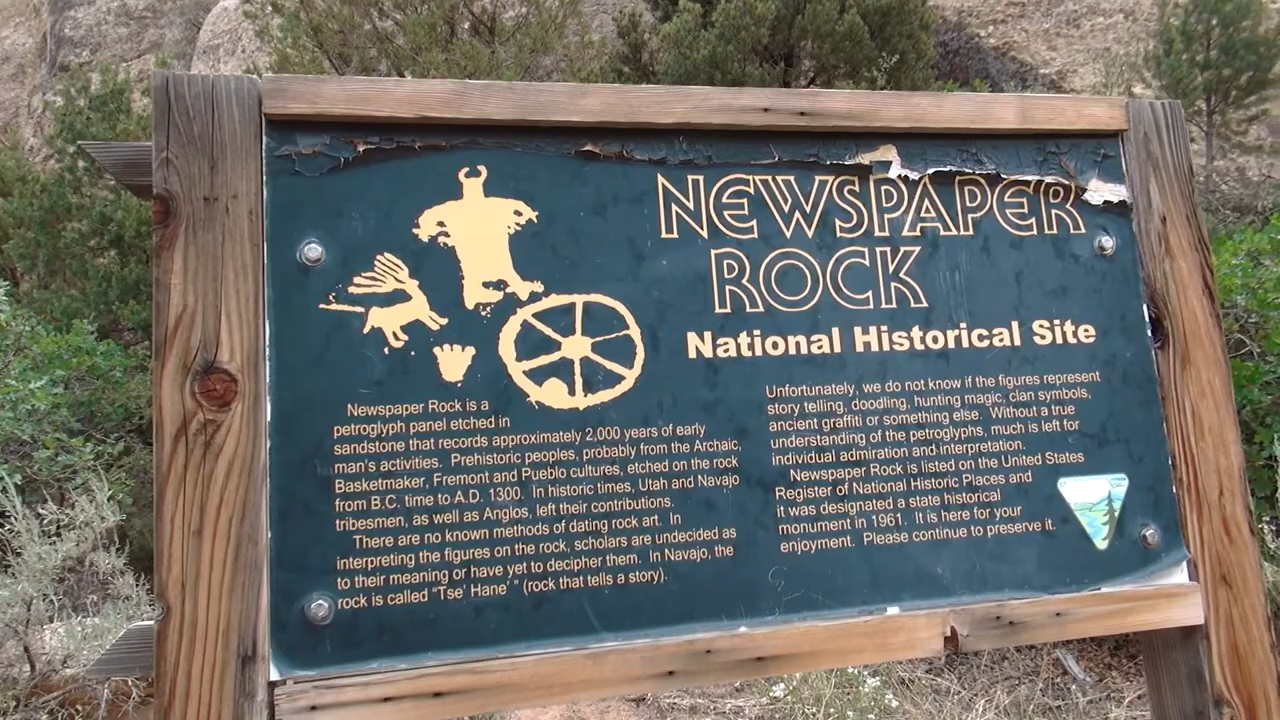 NEWSPAPER
ROCK
National Historical Site
Newspaper Rock is a
petroglyph panel etched in
sandstone that records approximately 2,000 years of early
man's activities. Prehistoric peoples, probably from the Archaic,
Basketmaker, Fremont and Pueblo cultures, etched on the rock
from B.C. time to A.D. 1300. In historic times, Utah and Navajo
tribesmen, as well as Anglos, left their contributions.
There are no known methods of dating rock art. In
interpreting the figures on the rock, scholars are undecided as
to their meaning or have yet to decipher them. In Navajo, the
rock is called "Tse' Hane' " (rock that tells a story).
Unfortunately, we do not know if the figures represent
story telling, doodling, hunting magic, clan symbols,
ancient graffiti or something else. Without a true
understanding of the petroglyphs, much is left for
individual admiration and interpretation.
Newspaper Rock is listed on the United States
Register of National Historic Places and
it was designated a state historical
monument in 1961. It is here for your
enjoyment. Please continue to preserve it.